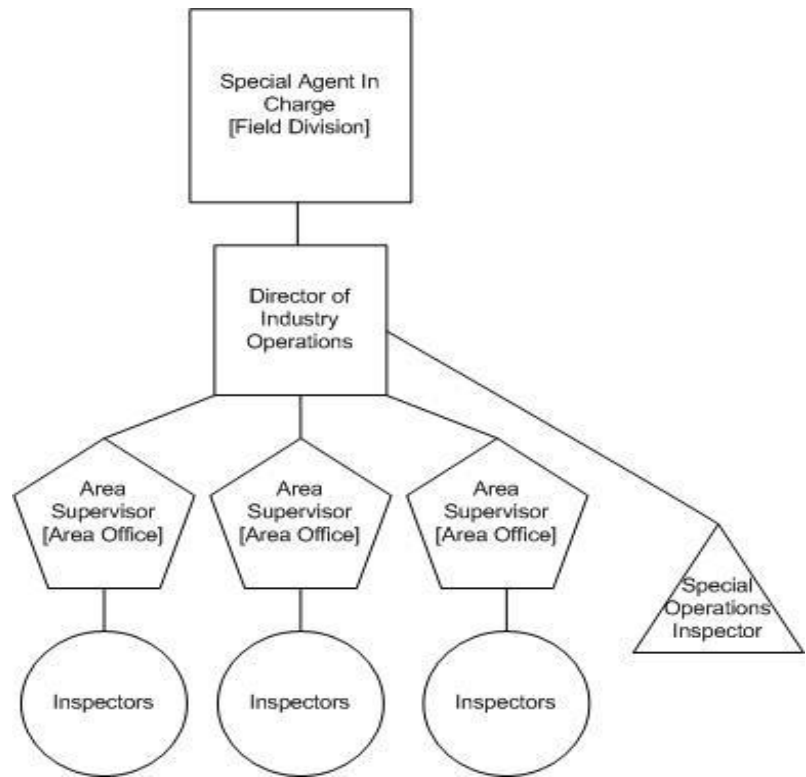 Special Agent In
Charge
[Field Division]
Director of
Industry
Operations
Area
Supervisor
[Area Office]
Area
Supervisor
[Area Office]
Area
Supervisor
[Area Office]
Special
Operations
Inspector
Inspectors
Inspectors
Inspectors